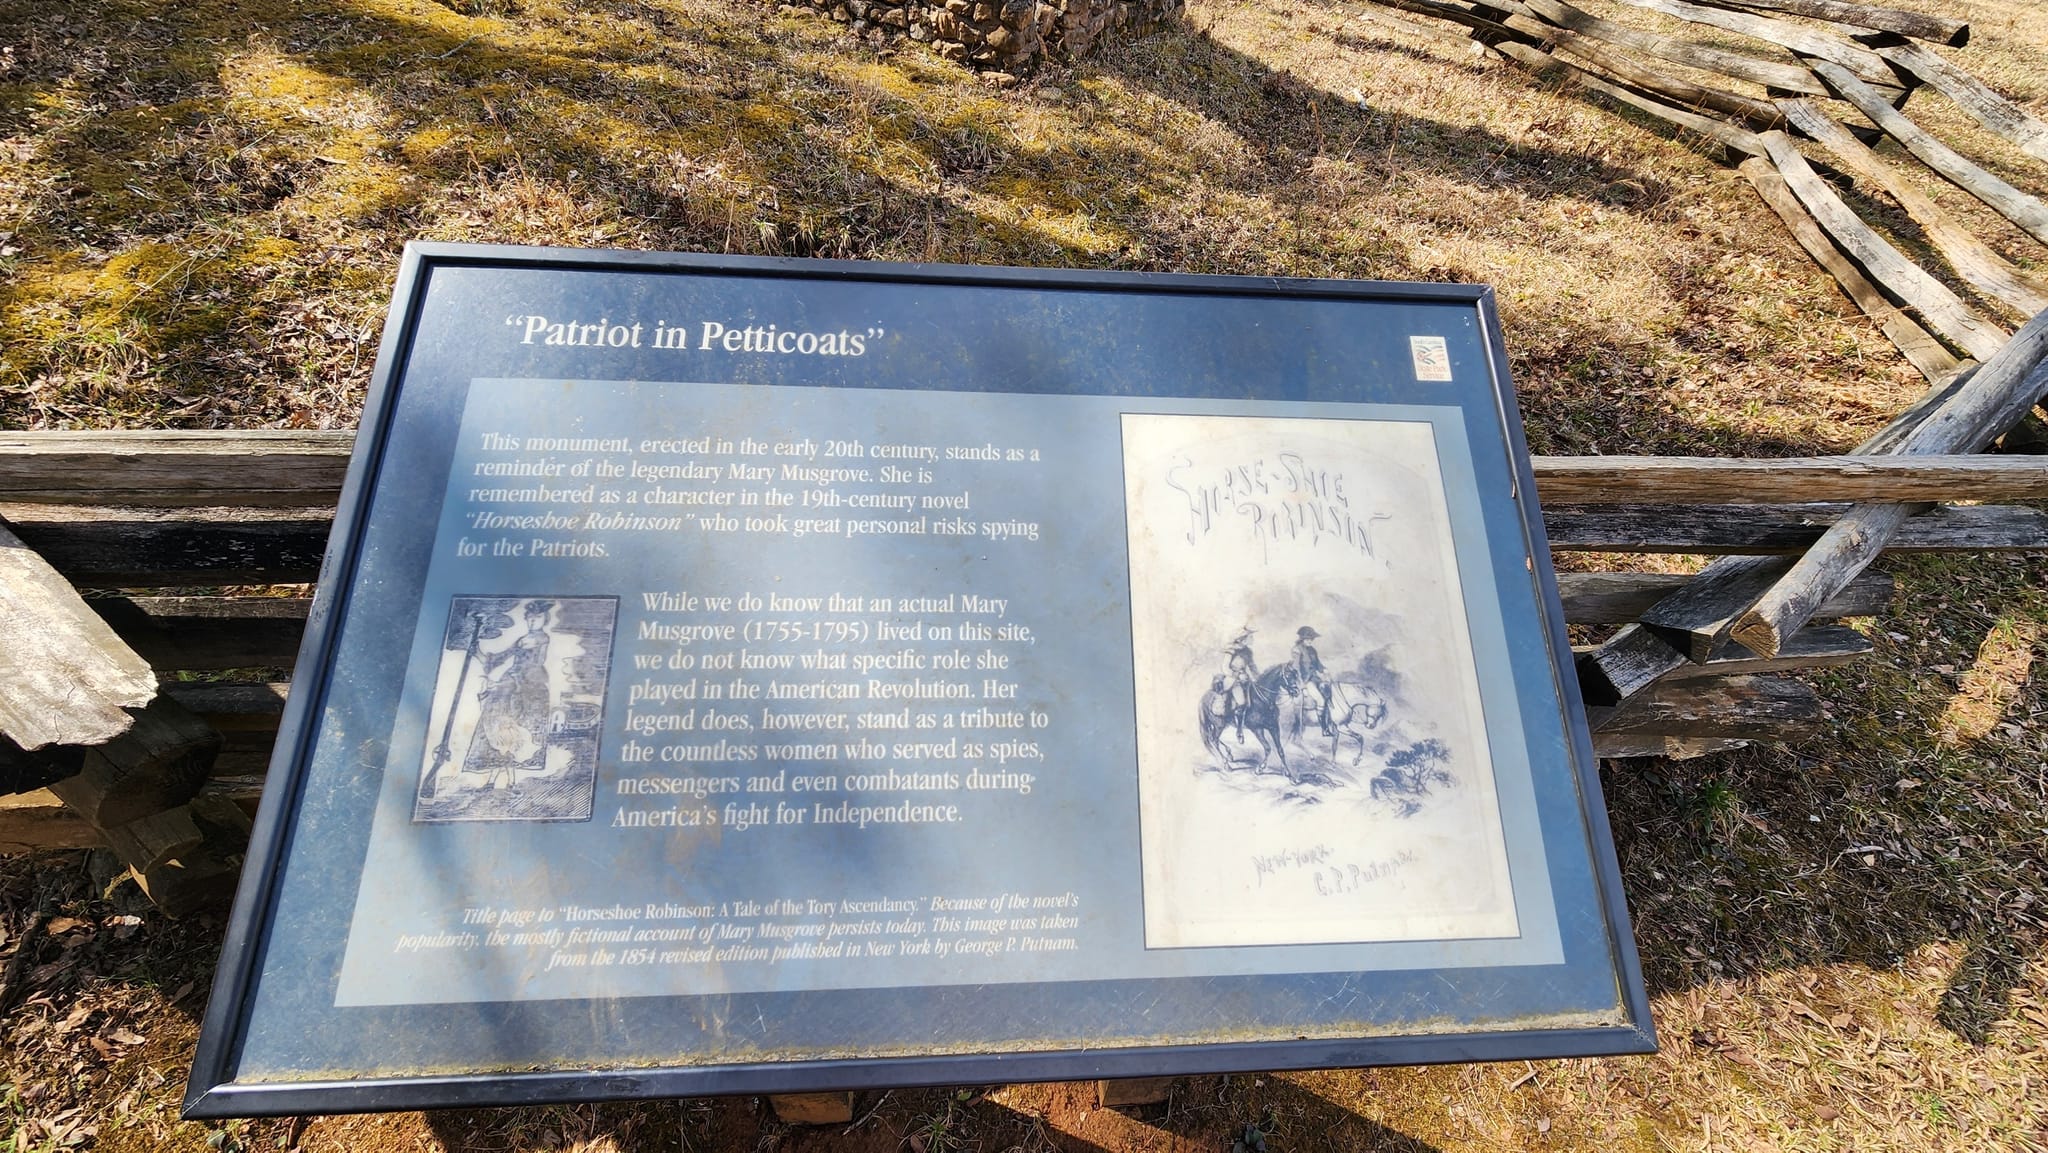 “Patriot in Petticoats”
South Carolina
State Park
Service
This monument, erected in the early 20th century, stands as a
reminder of the legendary Mary Musgrove. She is
remembered as a character in the 19th-century novel
“Horseshoe Robinson” who took great personal risks spying
for the Patriots.
While we do know that an actual Mary
Musgrove (1755-1795) lived on this site,
we do not know what specific role she
played in the American Revolution. Her
legend does, however, stand as a tribute to
the countless women who served as spies,
messengers and even combatants during
America’s fight for Independence.
Title page to “Horseshoe Robinson: A Tale of the Tory Ascendancy.” Because of the novel’s
popularity, the mostly fictional account of Mary Musgrove persists today. This image was taken
from the 1854 revised edition published in New York by George P. Putnam.
HORSE-SHOE
ROBINSON
NEW-YORK
G. P. Putnam